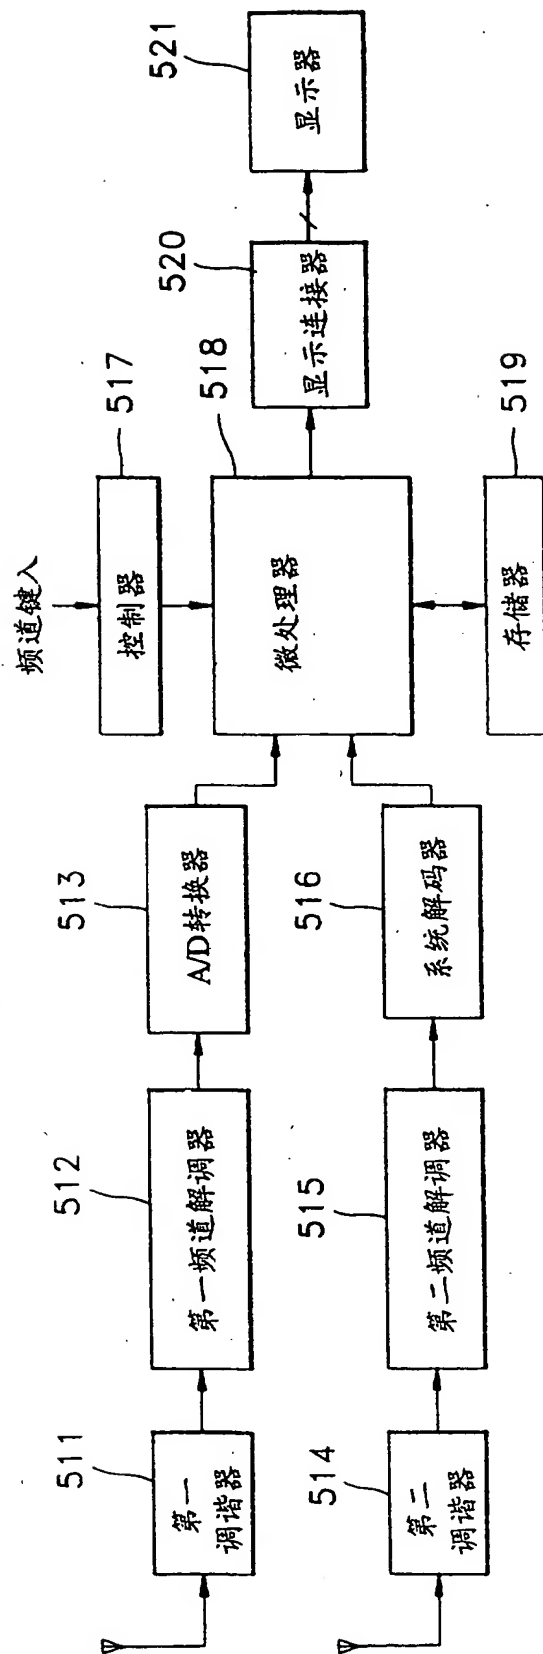 频道键入
517
控制器
511
第一
调谐器
512
第一频道解调器
513
A/D转换器
518
微处理器
520
显示连接器
521
显示器
514
第二
调谐器
515
第二频道解调器
516
系统解码器
519
存储器